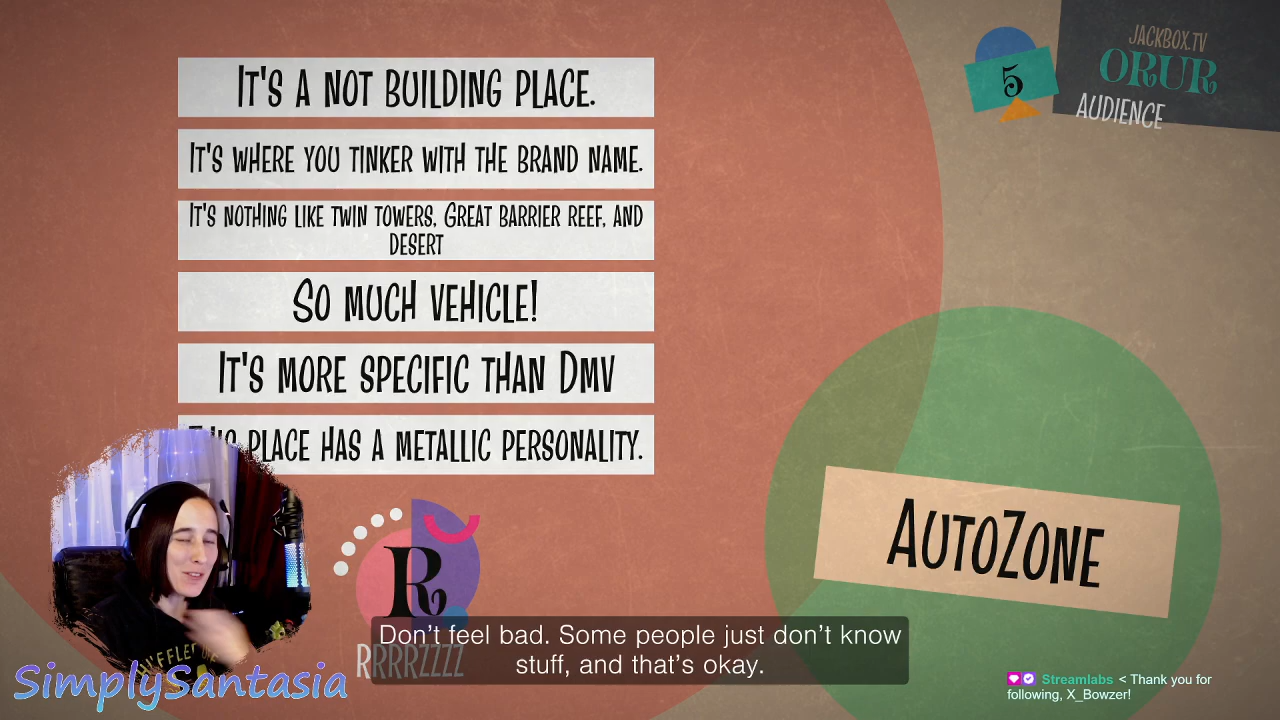 It's a not building place.
It's where you tinker with the brand name.
It's nothing like twin towers, Great barrier reef, and
desert
So much vehicle!
It's more specific than Dmv
place has a metallic personality.
JACKBOX.TV
ORUR
AUDIENCE
5
AutoZone
R
RRRRZZZZ
Don't feel bad. Some people just don't know
stuff, and that's okay.
SimplySantasia
Streamlabs < Thank you for
following, X_Bowzer!